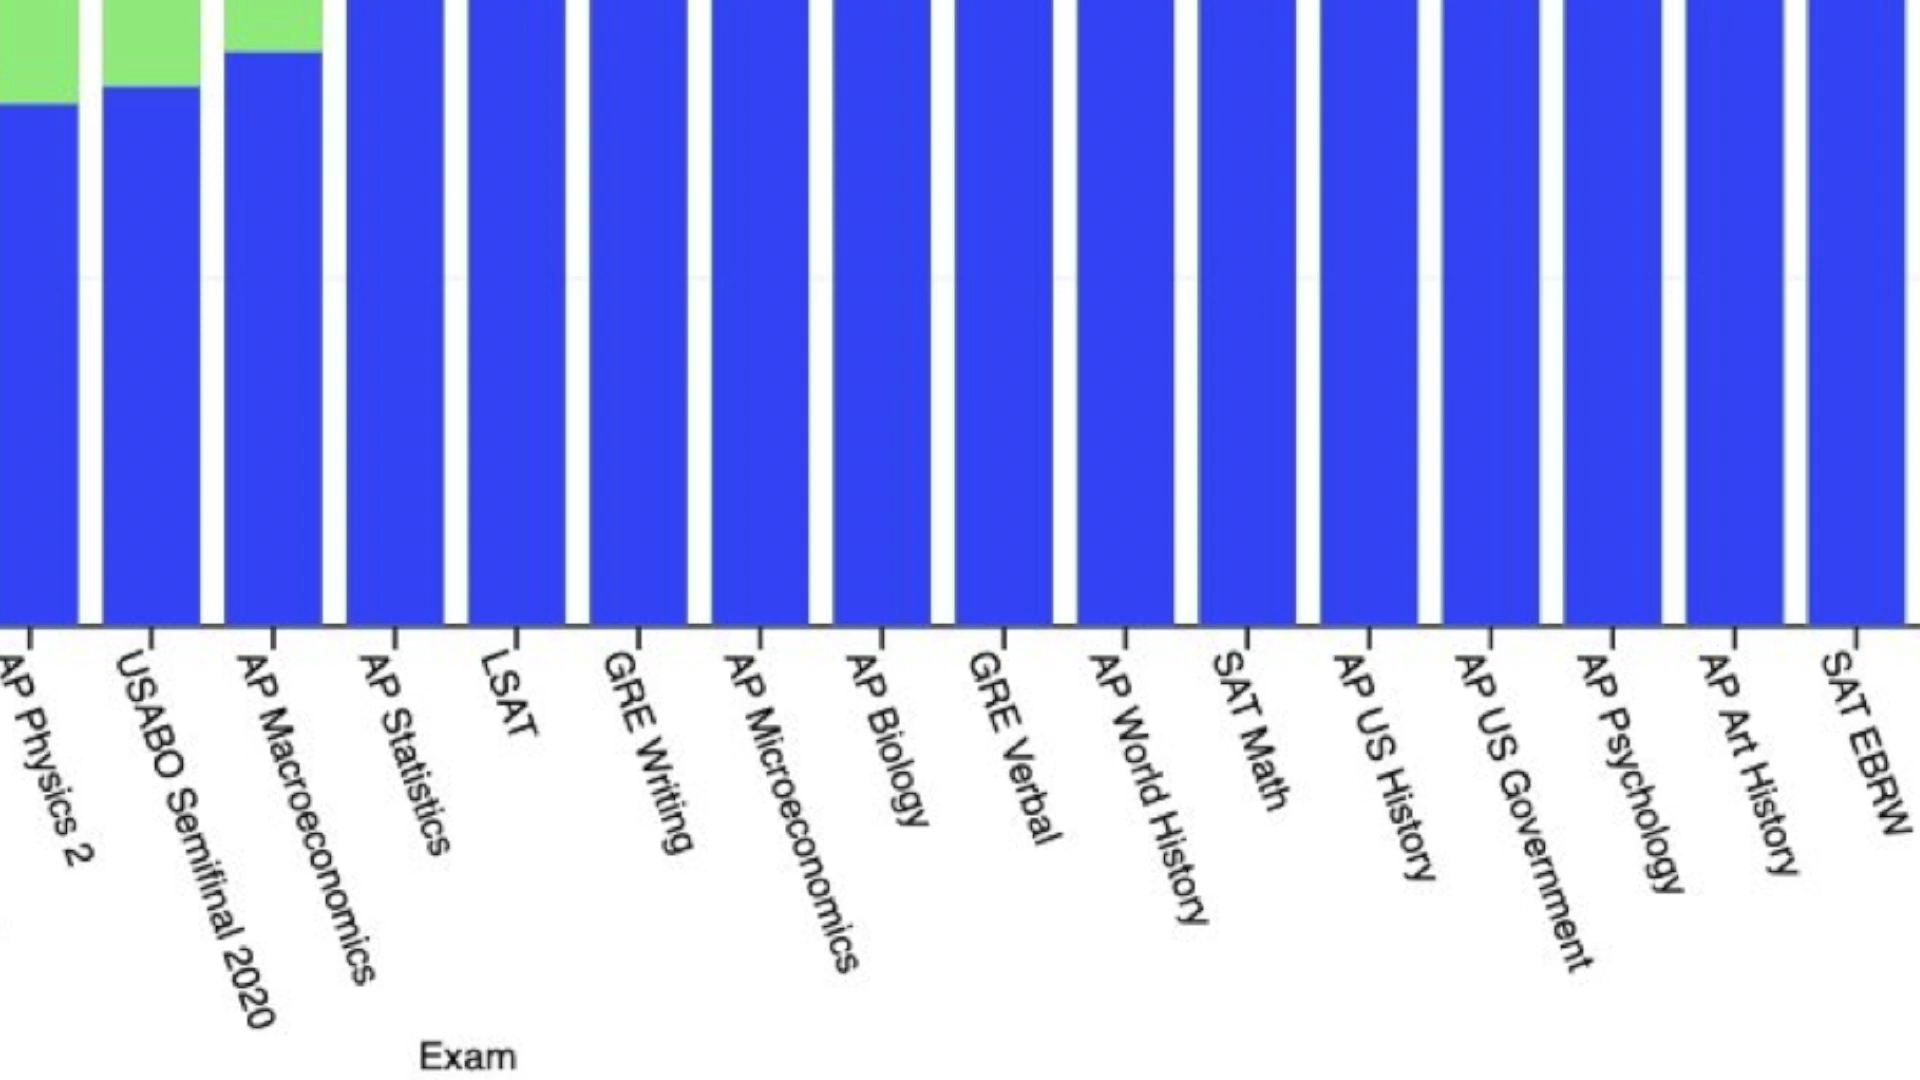 AP Physics 2
USABO Semifinal 2020
AP Macroeconomics
AP Statistics
LSAT
GRE Writing
AP Microeconomics
AP Biology
GRE Verbal
AP World History
SAT Math
AP US History
AP US Government
AP Psychology
AP Art History
SAT EBRW
Exam